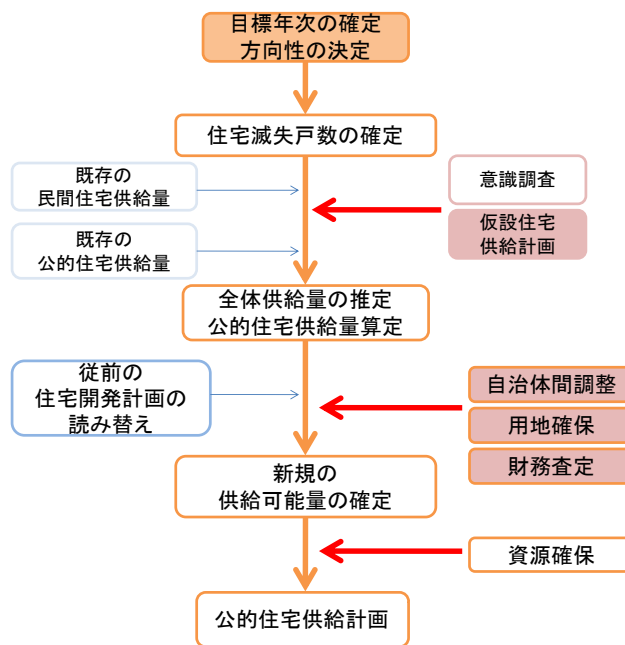 目標年次の確定
方向性の決定
住宅滅失戸数の確定
既存の
民間住宅供給量
意識調査
仮設住宅
供給計画
既存の
公的住宅供給量
全体供給量の推定
公的住宅供給量算定
従前の
住宅開発計画の
読み替え
自治体間調整
用地確保
財務査定
新規の
供給可能量の確定
資源確保
公的住宅供給計画